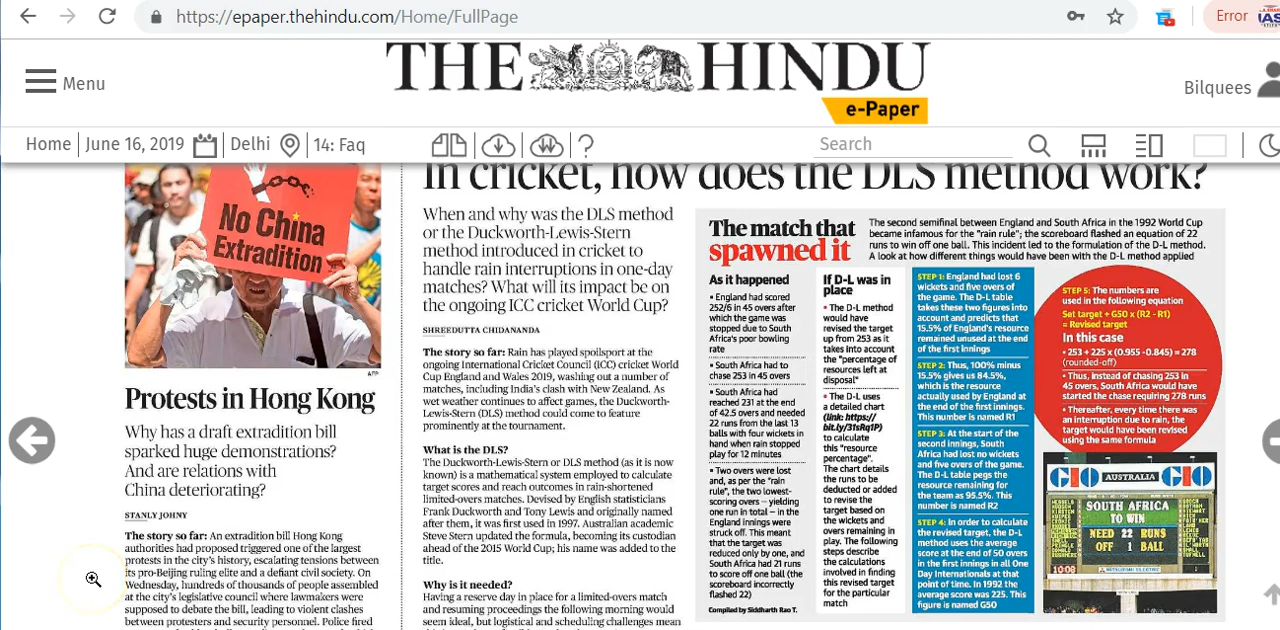 https://epaper.thehindu.com/Home/FullPage
Error
IAS
THE HINDU
e-Paper
Menu
Bilquees
Home
June 16, 2019
Delhi
14: Faq
Search
No China
Extradition
AFP
Protests in Hong Kong
Why has a draft extradition bill
sparked huge demonstrations?
And are relations with
China deteriorating?
STANLY JOHNY
The story so far: An extradition bill Hong Kong
authorities had proposed triggered one of the largest
protests in the city's history, escalating tensions between
its pro-Beijing ruling elite and a defiant civil society. On
Wednesday, hundreds of thousands of people assembled
at the city's legislative council where lawmakers were
supposed to debate the bill, leading to violent clashes
between protesters and security personnel. Police fired
In cricket, how does the DLS method work?
When and why was the DLS method
or the Duckworth-Lewis-Stern
method introduced in cricket to
handle rain interruptions in one-day
matches? What will its impact be on
the ongoing ICC cricket World Cup?
SHREEDUTTA CHIDANANDA
The story so far: Rain has played spoilsport at the
ongoing International Cricket Council (ICC) cricket World
Cup England and Wales 2019, washing out a number of
matches, including India's clash with New Zealand. As
wet weather continues to affect games, the Duckworth-
Lewis-Stern (DLS) method could come to feature
prominently at the tournament.
What is the DLS?
The Duckworth-Lewis-Stern or DLS method (as it is now
known) is a mathematical system employed to calculate
target scores and reach outcomes in rain-shortened
limited-overs matches. Devised by English statisticians
Frank Duckworth and Tony Lewis and originally named
after them, it was first used in 1997. Australian academic
Steve Stern updated the formula, becoming its custodian
ahead of the 2015 World Cup; his name was added to the
title.
Why is it needed?
Having a reserve day in place for a limited-overs match
and resuming proceedings the following morning would
seem ideal, but logistical and scheduling challenges mean
The match that
spawned it
The second semifinal between England and South Africa in the 1992 World Cup
became infamous for the "rain rule"; the scoreboard flashed an equation of 22
runs to win off one ball. This incident led to the formulation of the D-L method.
A look at how different things would have been with the D-L method applied
As it happened
• England had scored
252/6 in 45 overs after
which the game was
stopped due to South
Africa's poor bowling
rate
• South Africa had to
chase 253 in 45 overs
• South Africa had
reached 231 at the end
of 42.5 overs and needed
22 runs from the last 13
balls with four wickets in
hand when rain stopped
play for 12 minutes
• Two overs were lost
and, as per the "rain
rule", the two lowest-
scoring overs – yielding
one run in total – in the
England innings were
struck off. This meant
that the target was
reduced only by one, and
South Africa had 21 runs
to score off one ball (the
scoreboard incorrectly
flashed 22)
Compiled by Siddharth Rao T.
If D-L was in
place
• The D-L method
would have
revised the target
up from 253 as it
takes into account
the "percentage of
resources left at
disposal"
• The D-L uses
a detailed chart
(link: https://
bit.ly/31sRq1P)
to calculate
this "resource
percentage".
The chart details
the runs to be
deducted or added
to revise the
target based on
the wickets and
overs remaining in
play. The following
steps describe
the calculations
involved in finding
this revised target
for the particular
match
STEP 1: England had lost 6
wickets and five overs of
the game. The D-L table
takes these two figures into
account and predicts that
15.5% of England's resource
remained unused at the end
of the first innings
STEP 2: Thus, 100% minus
15.5% gives us 84.5%,
which is the resource
actually used by England at
the end of the first innings.
This number is named R1
STEP 3: At the start of the
second innings, South
Africa had lost no wickets
and five overs of the game.
The D-L table pegs the
resource remaining for
the team as 95.5%. This
number is named R2
STEP 4: In order to calculate
the revised target, the D-L
method uses the average
score at the end of 50 overs
in the first innings in all One
Day Internationals at that
point of time. In 1992 the
average score was 225. This
figure is named G50
STEP 5: The numbers are
used in the following equation
Set target + G50 x (R2 - R1)
= Revised target
In this case
• 253 + 225 x (0.955 -0.845) = 278
(rounded-off)
• Thus, instead of chasing 253 in
45 overs, South Africa would have
started the chase requiring 278 runs
• Thereafter, every time there was
an interruption due to rain, the
target would have been revised
using the same formula
GIO AUSTRALIA GIO
SOUTH AFRICA
TO WIN
NEED 22 RUNS
OFF 1 BALL
10:08
MITSUBISHI ELECTRIC